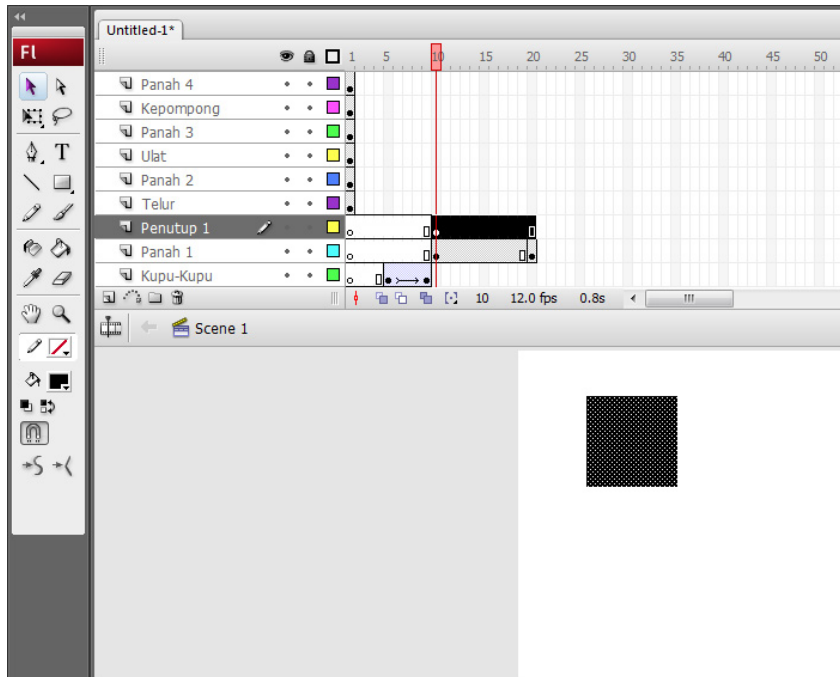 Untitled-1*
Fl
1 5 10 15 20 25 30 35 40 45 50
Panah 4
Kepompong
Panah 3
Ulat
T
Panah 2
Telur
Penutup 1
Panah 1
Kupu-Kupu
10 12.0 fps 0.8s
Scene 1